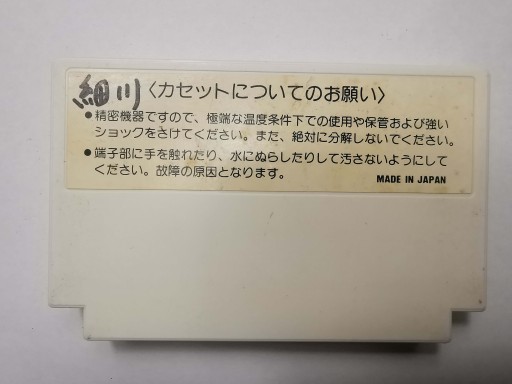 細川〈カセットについてのお願い〉
●精密機器ですので、極端な温度条件下での使用や保管および強い
ショックをさけてください。また、絶対に分解しないでください。
●端子部に手を触れたり、水にぬらしたりして汚さないようにして
ください。故障の原因となります。
MADE IN JAPAN